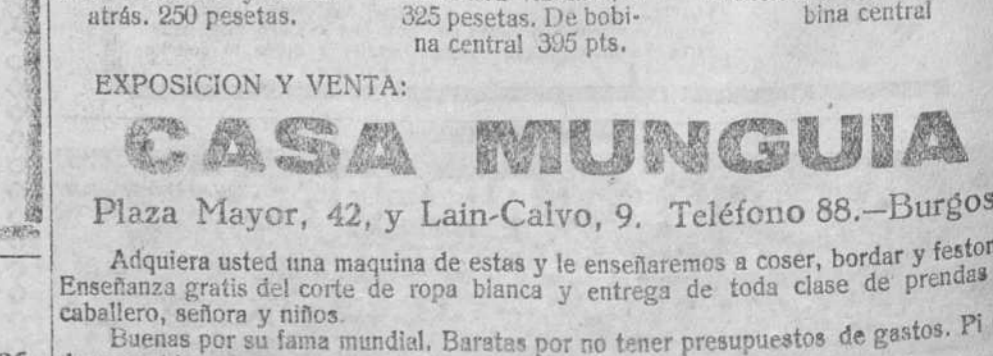 atrás. 250 pesetas.
325 pesetas. De bobi-
na central 395 pts.
bina central
EXPOSICION Y VENTA:
CASA MUNGUIA
Plaza Mayor, 42, y Lain-Calvo, 9. Teléfono 88.—Burgos
Adquiera usted una maquina de estas y le enseñaremos a coser, bordar y feston
Enseñanza gratis del corte de ropa blanca y entrega de toda clase de prendas
caballero, señora y niños.
Buenas por su fama mundial. Baratas por no tener presupuestos de gastos. Pi